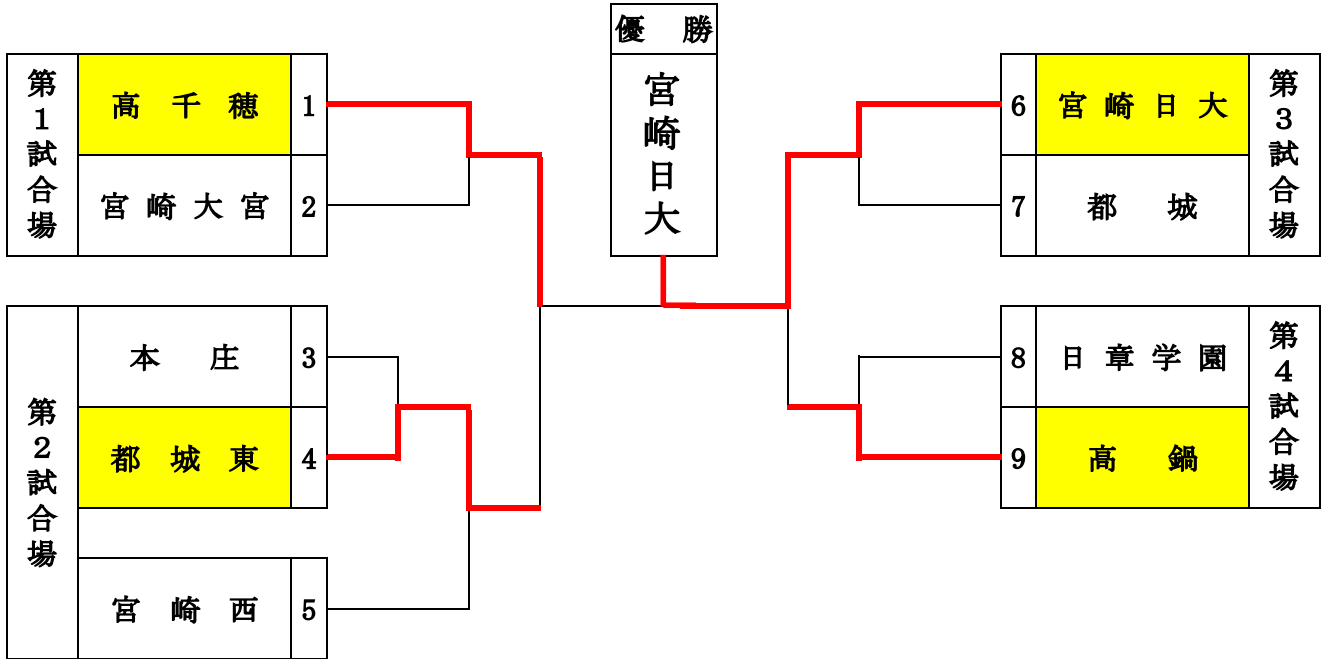 優 勝
宮崎日大
第1試合場
高 千 穂 1
宮 崎 大 宮 2
第2試合場
本 庄 3
都 城 東 4
宮 崎 西 5
第3試合場
6 宮 崎 日 大
7 都 城
第4試合場
8 日 章 学 園
9 高 鍋